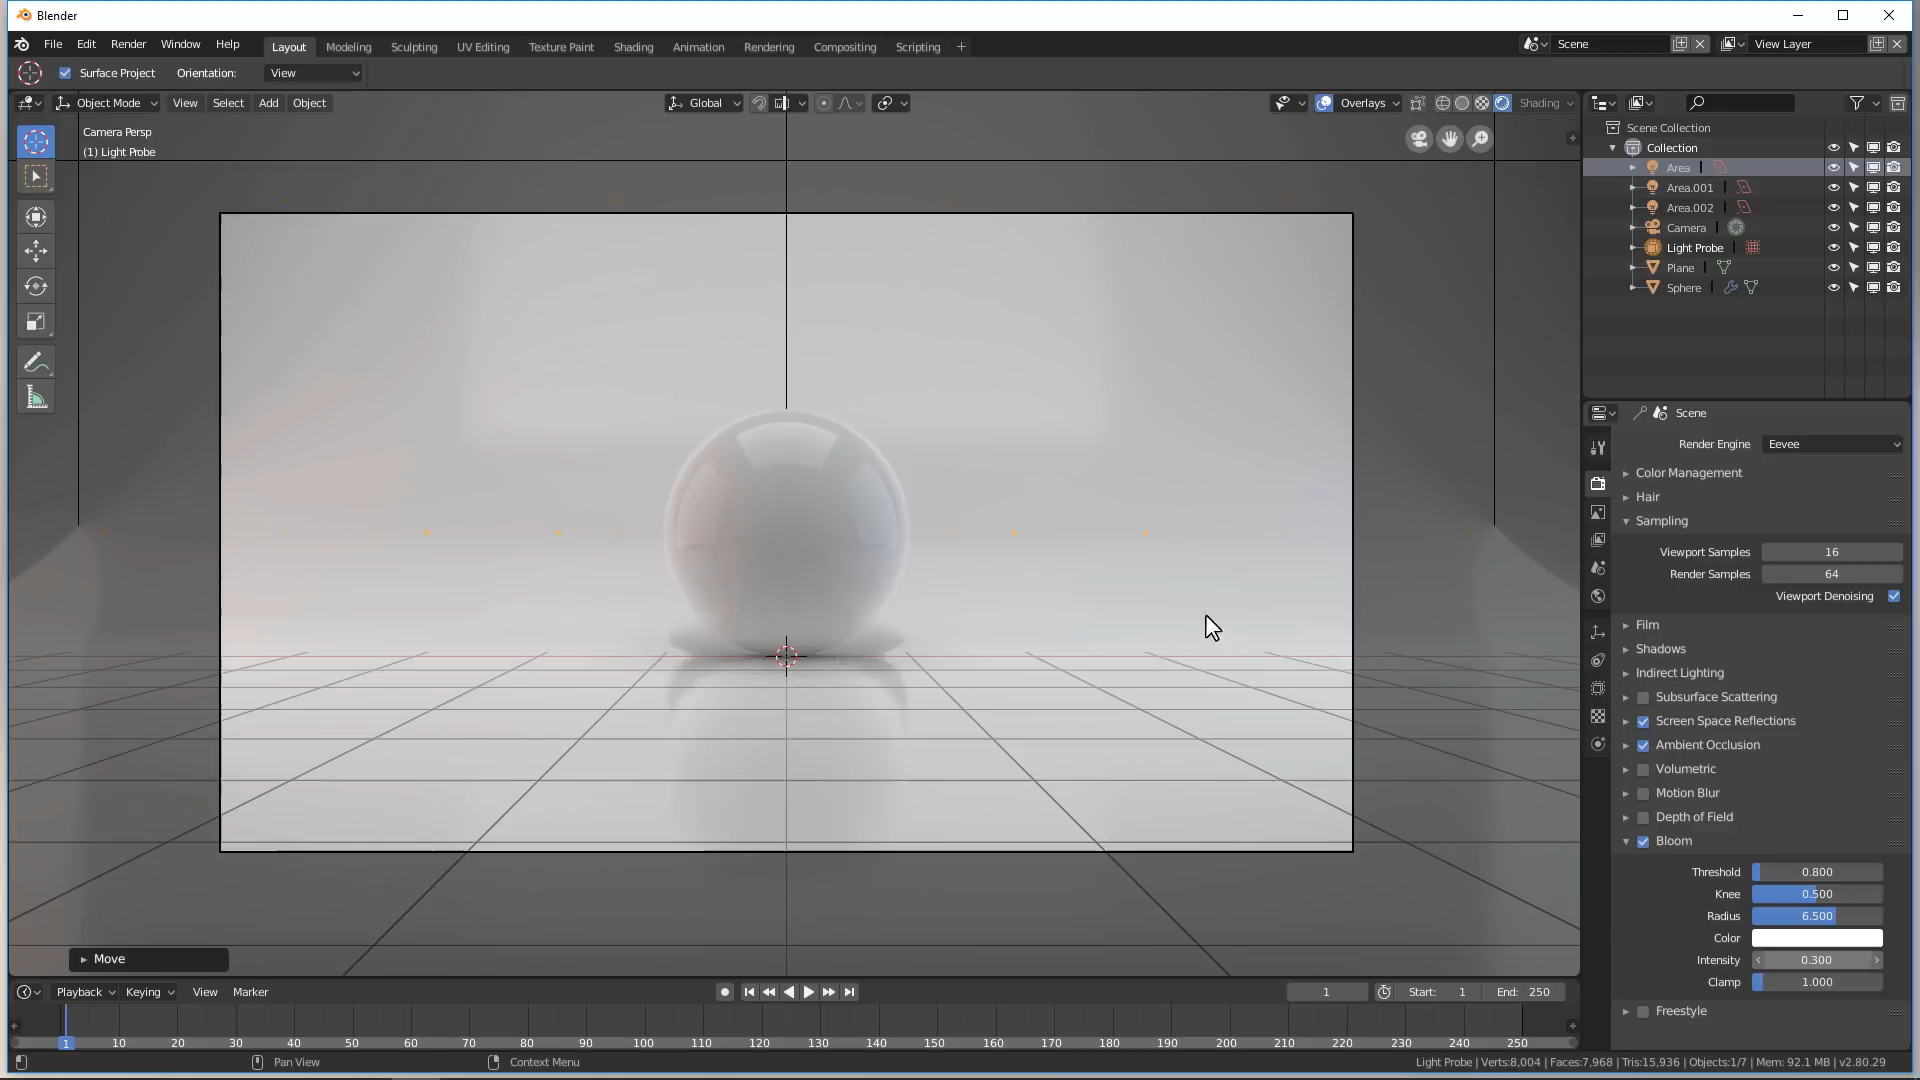 Blender
File Edit Render Window Help Layout Modeling Sculpting UV Editing Texture Paint Shading Animation Rendering Compositing Scripting + Scene View Layer
Surface Project Orientation: View
Object Mode View Select Add Object Global Overlays Shading
Camera Persp
(1) Light Probe
Scene Collection
Collection
Area
Area.001
Area.002
Camera
Light Probe
Plane
Sphere
Scene
Render Engine Eevee
Color Management
Hair
Sampling
Viewport Samples 16
Render Samples 64
Viewport Denoising
Film
Shadows
Indirect Lighting
Subsurface Scattering
Screen Space Reflections
Ambient Occlusion
Volumetric
Motion Blur
Depth of Field
Bloom
Threshold 0.800
Knee 0.500
Radius 6.500
Color
Intensity 0.300
Clamp 1.000
Freestyle
Move
Playback Keying View Marker 1 Start: 1 End: 250
1 10 20 30 40 50 60 70 80 90 100 110 120 130 140 150 160 170 180 190 200 210 220 230 240 250
Pan View Context Menu Light Probe | Verts:8,004 | Faces:7,968 | Tris:15,936 | Objects:1/7 | Mem: 92.1 MB | v2.80.29